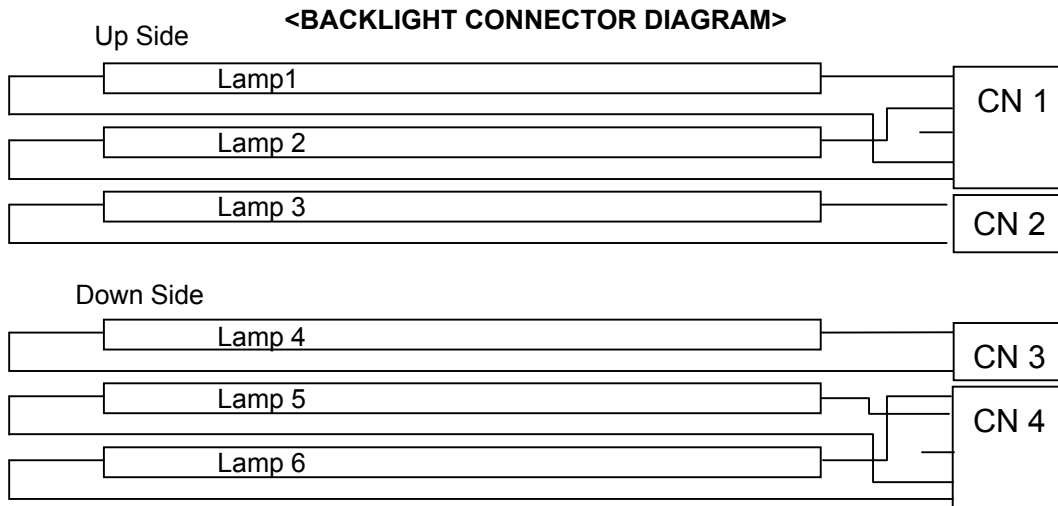 <BACKLIGHT CONNECTOR DIAGRAM>
Up Side
Lamp1
CN 1
Lamp 2
Lamp 3
CN 2
Down Side
Lamp 4
CN 3
Lamp 5
CN 4
Lamp 6